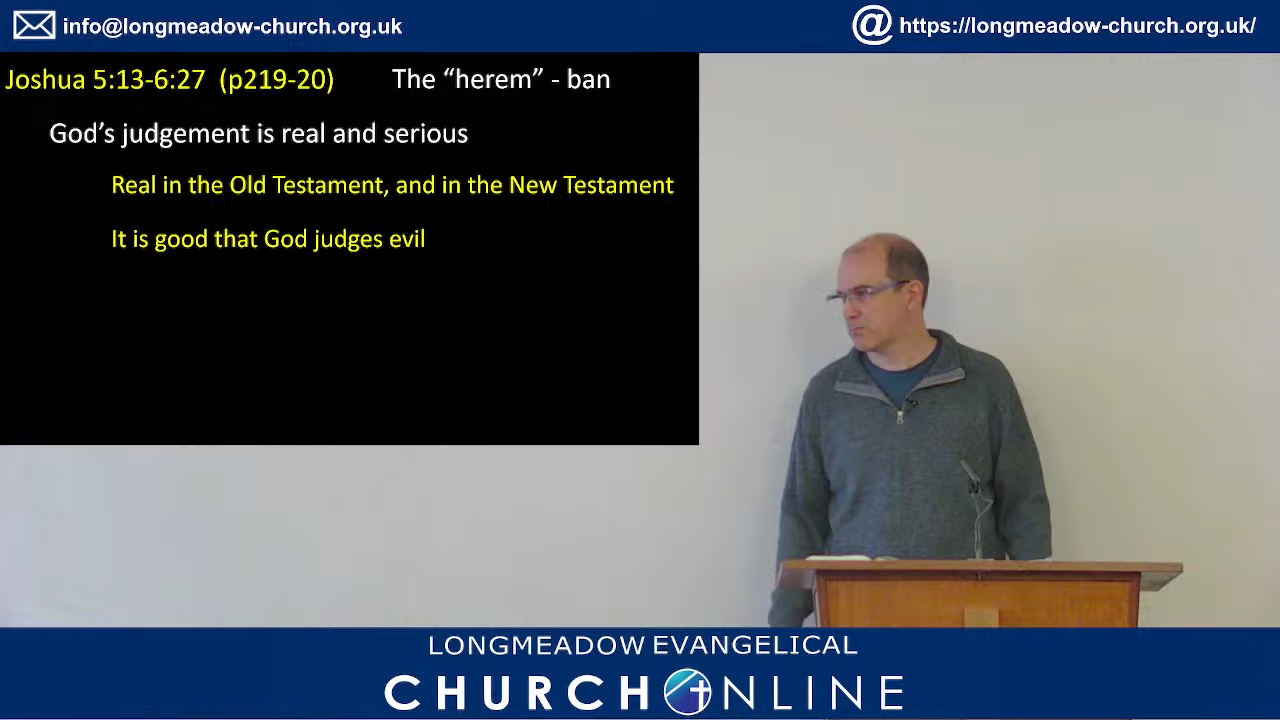 info@longmeadow-church.org.uk
@ https://longmeadow-church.org.uk/
Joshua 5:13-6:27 (p219-20) The “herem” - ban
God’s judgement is real and serious
Real in the Old Testament, and in the New Testament
It is good that God judges evil
LONGMEADOW EVANGELICAL
CHURCH ONLINE